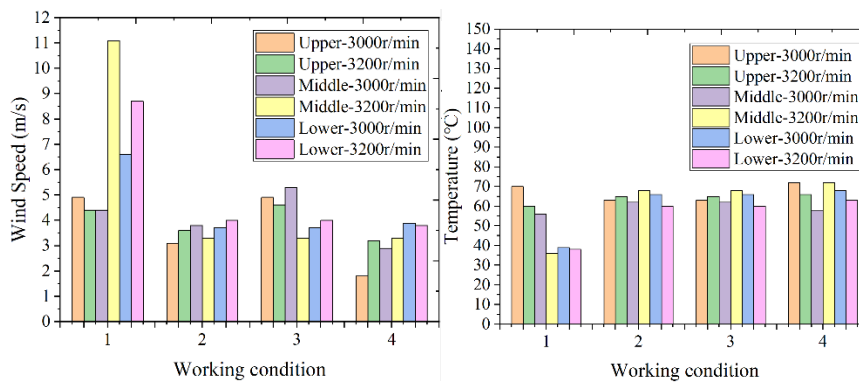 12
11
10
9
8
7
6
5
4
3
2
1
0
Wind Speed (m/s)
Upper-3000r/min
Upper-3200r/min
Middle-3000r/min
Middle-3200r/min
Lower-3000r/min
Lower-3200r/min
1 2 3 4
Working condition
150
140
130
120
110
100
90
80
70
60
50
40
30
20
10
0
Temperature (°C)
Upper-3000r/min
Upper-3200r/min
Middle-3000r/min
Middle-3200r/min
Lower-3000r/min
Lower-3200r/min
1 2 3 4
Working condition